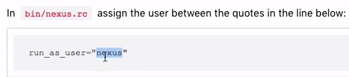 In bin/nexus.rc assign the user between the quotes in the line below:
run_as_user="nexus"